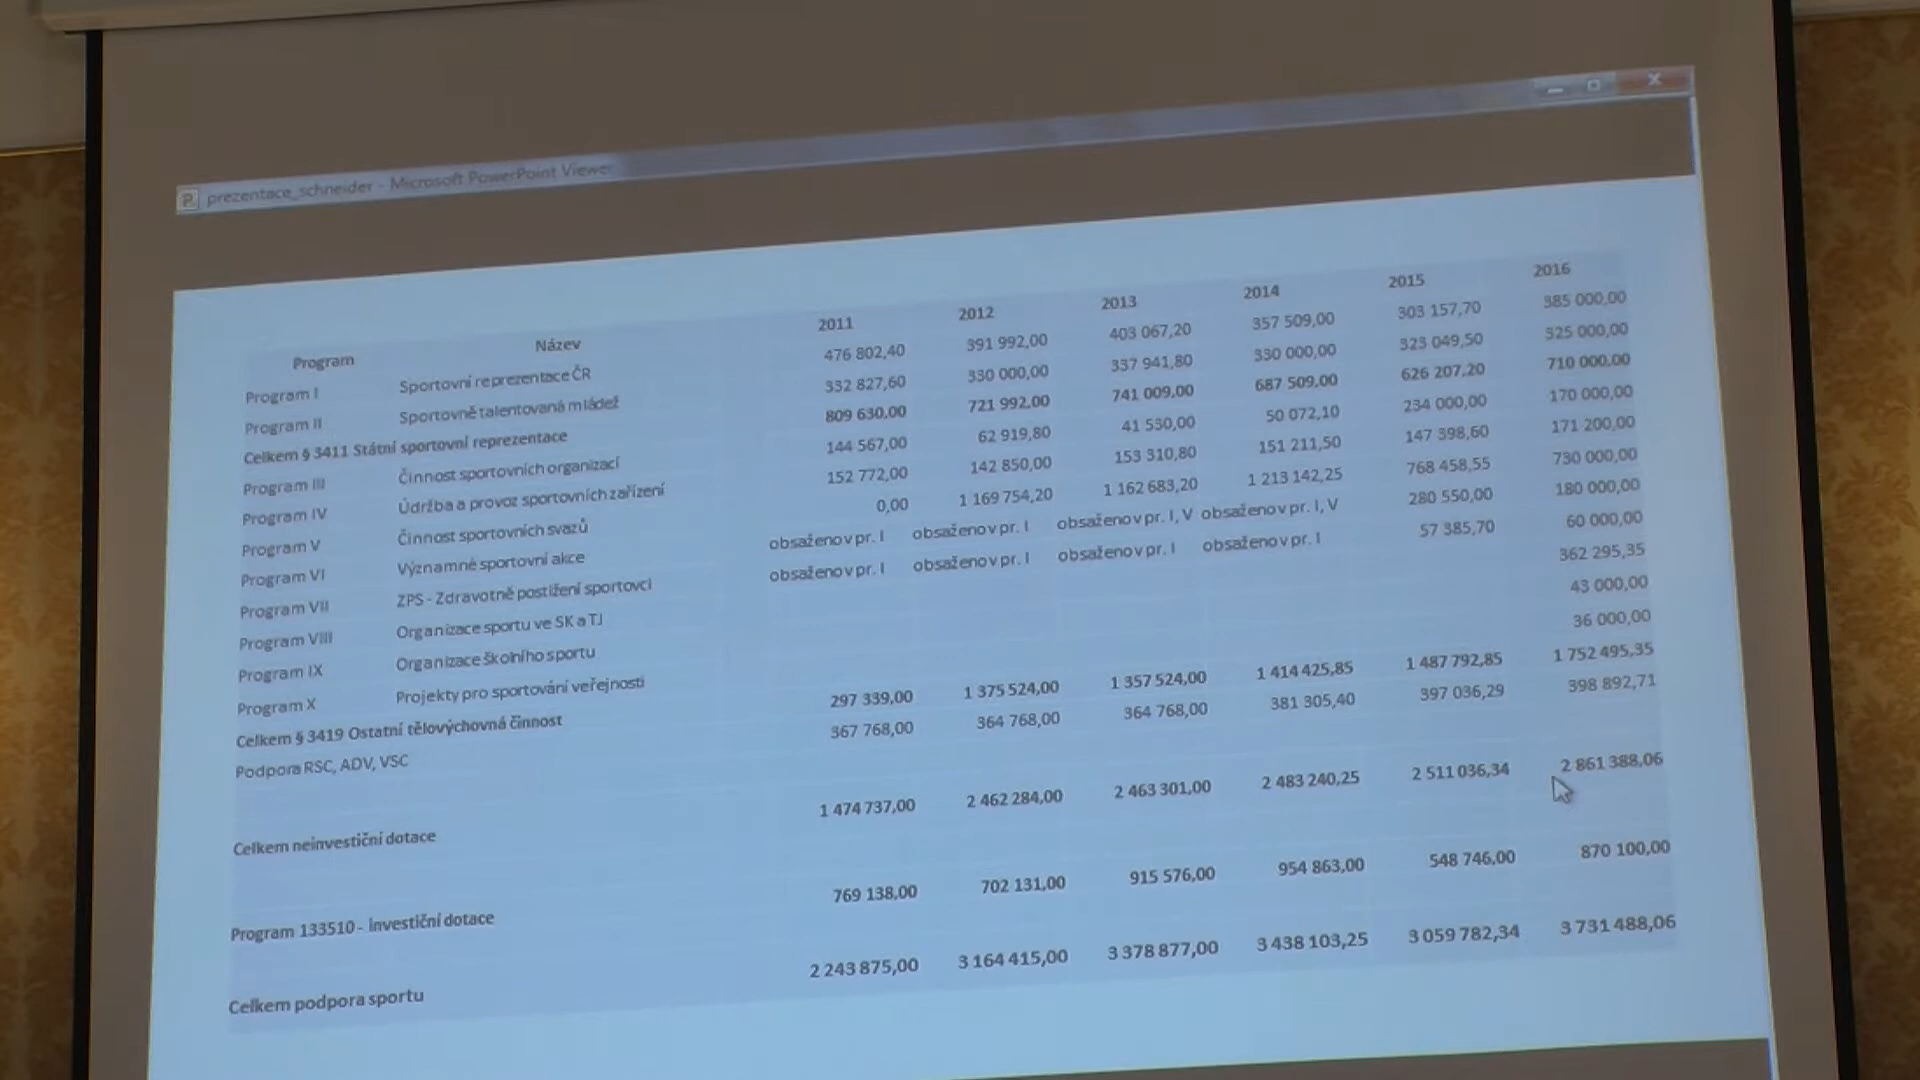 prezentace_schneider - Microsoft PowerPoint Viewer
Program Název 2011 2012 2013 2014 2015 2016
Program I Sportovní reprezentace ČR 476 802,40 391 992,00 403 067,20 357 509,00 303 157,70 385 000,00
Program II Sportovně talentovaná mládež 332 827,60 330 000,00 337 941,80 330 000,00 323 049,50 325 000,00
Celkem § 3411 Státní sportovní reprezentace 809 630,00 721 992,00 741 009,00 687 509,00 626 207,20 710 000,00
Program III Činnost sportovních organizací 144 567,00 62 919,80 41 530,00 50 072,10 234 000,00 170 000,00
Program IV Údržba a provoz sportovních zařízení 152 772,00 142 850,00 153 310,80 151 211,50 147 398,60 171 200,00
Program V Činnost sportovních svazů 0,00 1 169 754,20 1 162 683,20 1 213 142,25 768 458,55 730 000,00
Program VI Významné sportovní akce obsaženo v pr. I obsaženo v pr. I obsaženo v pr. I, V obsaženo v pr. I, V 280 550,00 180 000,00
Program VII ZPS - Zdravotně postižení sportovci obsaženo v pr. I obsaženo v pr. I obsaženo v pr. I obsaženo v pr. I 57 385,70 60 000,00
Program VIII Organizace sportu ve SK a TJ 362 295,35
Program IX Organizace školního sportu 43 000,00
Program X Projekty pro sportování veřejnosti 36 000,00
Celkem § 3419 Ostatní tělovýchovná činnost 297 339,00 1 375 524,00 1 357 524,00 1 414 425,85 1 487 792,85 1 752 495,35
Podpora RSC, ADV, VSC 367 768,00 364 768,00 364 768,00 381 305,40 397 036,29 398 892,71
Celkem neinvestiční dotace 1 474 737,00 2 462 284,00 2 463 301,00 2 483 240,25 2 511 036,34 2 861 388,06
Program 133510 - Investiční dotace 769 138,00 702 131,00 915 576,00 954 863,00 548 746,00 870 100,00
Celkem podpora sportu 2 243 875,00 3 164 415,00 3 378 877,00 3 438 103,25 3 059 782,34 3 731 488,06